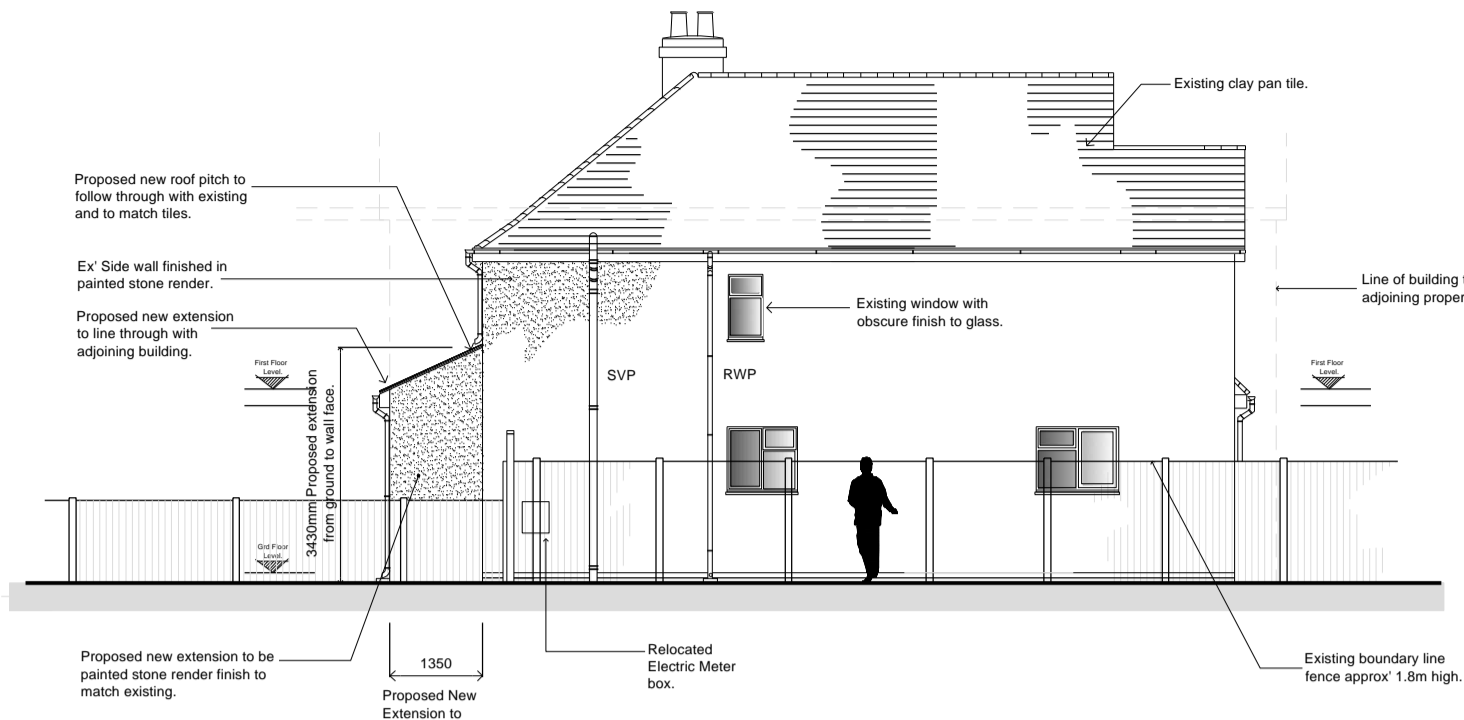 Existing clay pan tile.
Proposed new roof pitch to
follow through with existing
and to match tiles.
Ex' Side wall finished in
painted stone render.
Proposed new extension
to line through with
adjoining building.
Existing window with
obscure finish to glass.
Line of building
adjoining
First Floor
Level.
First Floor
Level.
SVP
RWP
3430mm Proposed extension
from ground to wall face.
Grd Floor
Level.
Proposed new extension to be
painted stone render finish to
match existing.
1350
Proposed New
Extension to
Relocated
Electric Meter
box.
Existing boundary line
fence approx' 1.8m high.